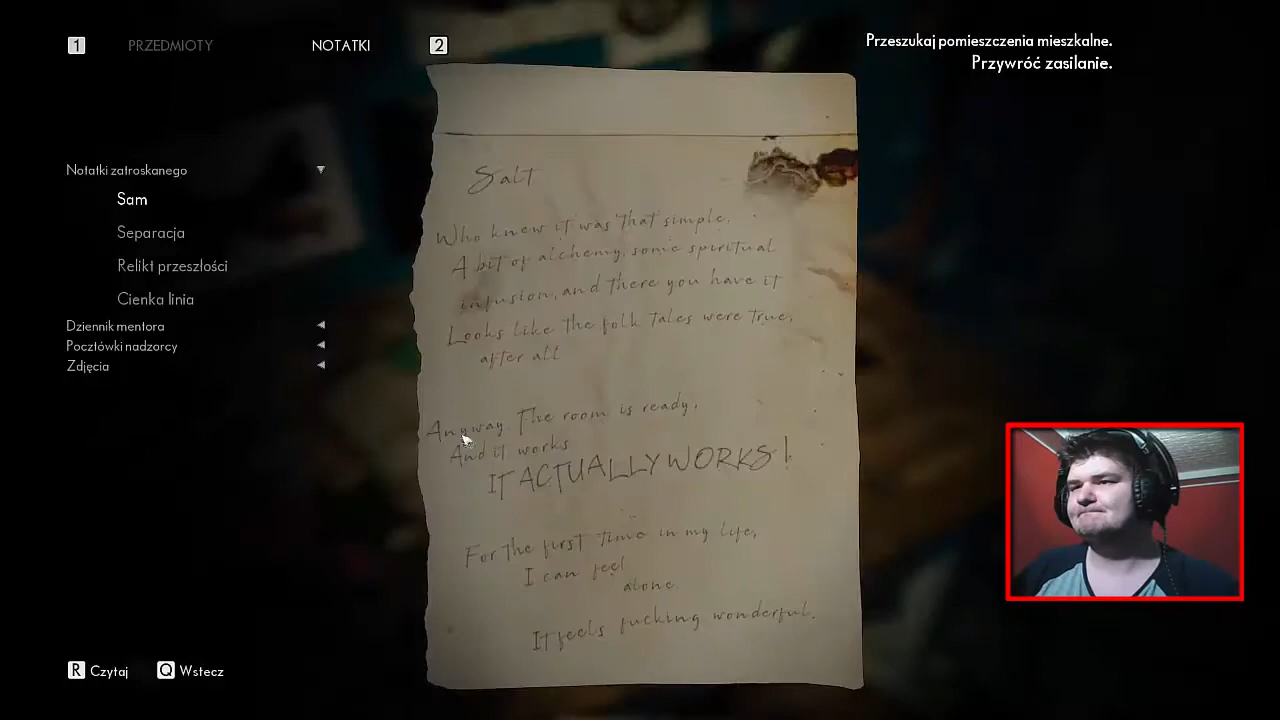 1 PRZEDMIOTY NOTATKI 2
Przeszukaj pomieszczenia mieszkalne.
Przywróć zasilanie.
Notatki zatroskanego
Sam
Separacja
Relikt przeszłości
Cienka linia
Dziennik mentora
Pocztówki nadzorcy
Zdjęcia
Salt
Who knew it was that simple.
A bit of alchemy, some spiritual
infusion, and there you have it
Looks like the folk tales were true,
after all
Anyway. The room is ready,
And it works
IT ACTUALLY WORKS!
For the first time in my life,
I can feel
alone.
It feels fucking wonderful.
R Czytaj Q Wstecz